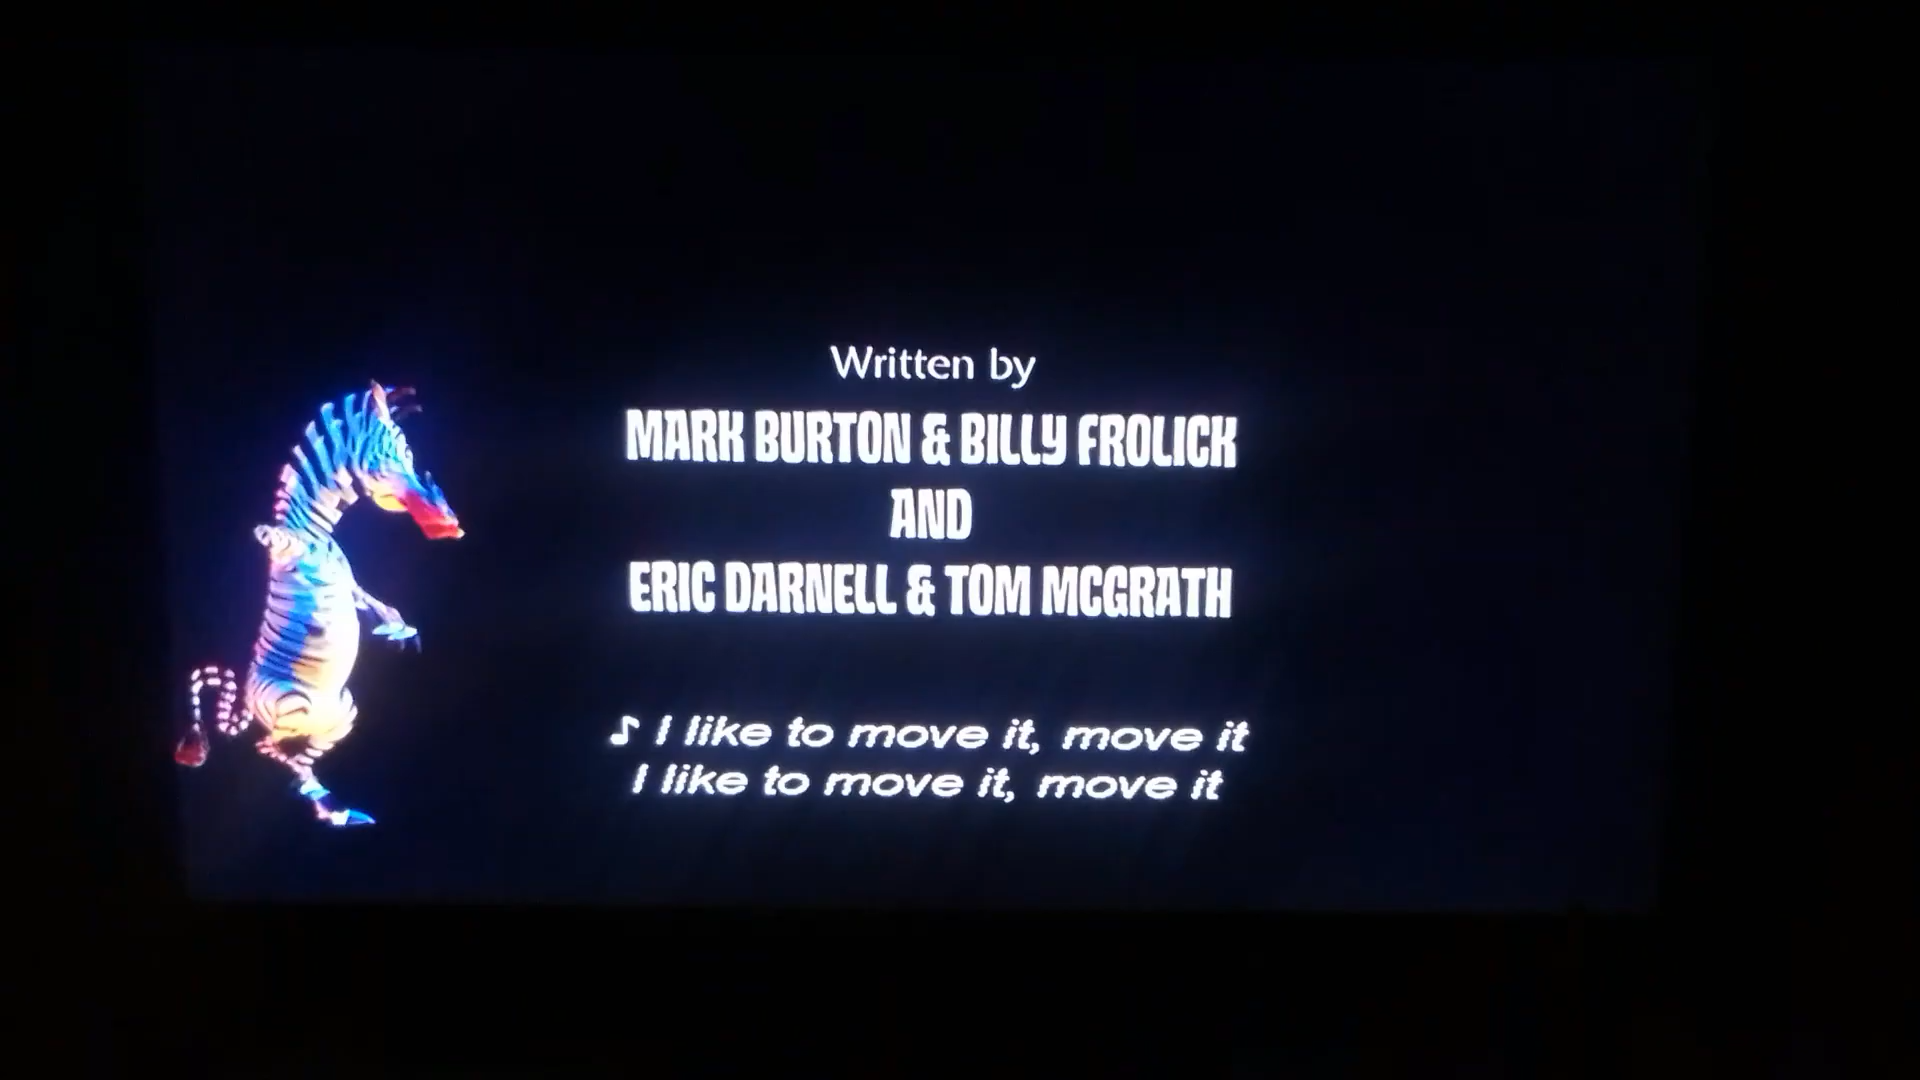 Written by
MARK BURTON & BILLY FROLICK
AND
ERIC DARNELL & TOM MCGRATH
♪ I like to move it, move it
I like to move it, move it